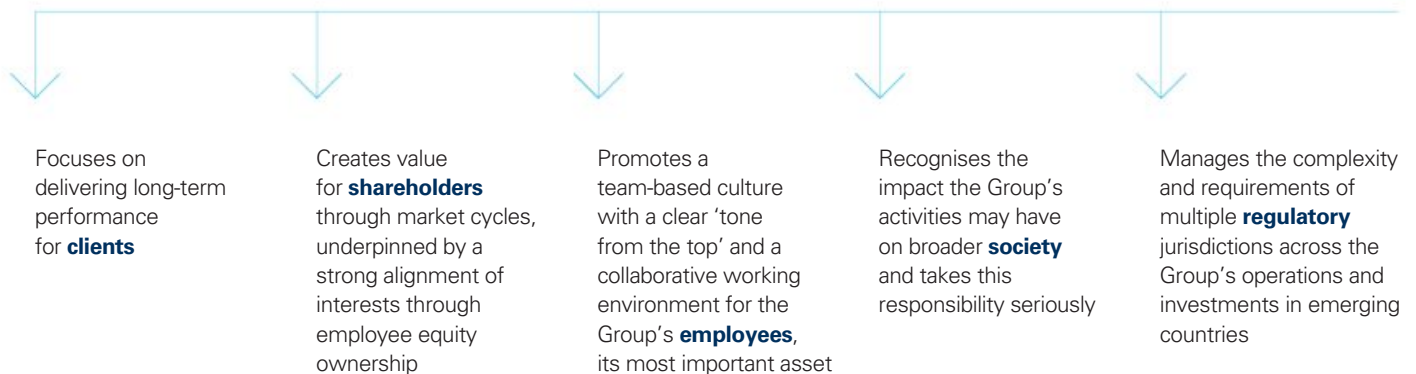 Focuses on
delivering long-term
performance
for clients
Creates value
for shareholders
through market cycles,
underpinned by a
strong alignment of
interests through
employee equity
ownership
Promotes a
team-based culture
with a clear ‘tone
from the top’ and a
collaborative working
environment for the
Group’s employees,
its most important asset
Recognises the
impact the Group’s
activities may have
on broader society
and takes this
responsibility seriously
Manages the complexity
and requirements of
multiple regulatory
jurisdictions across the
Group’s operations and
investments in emerging
countries